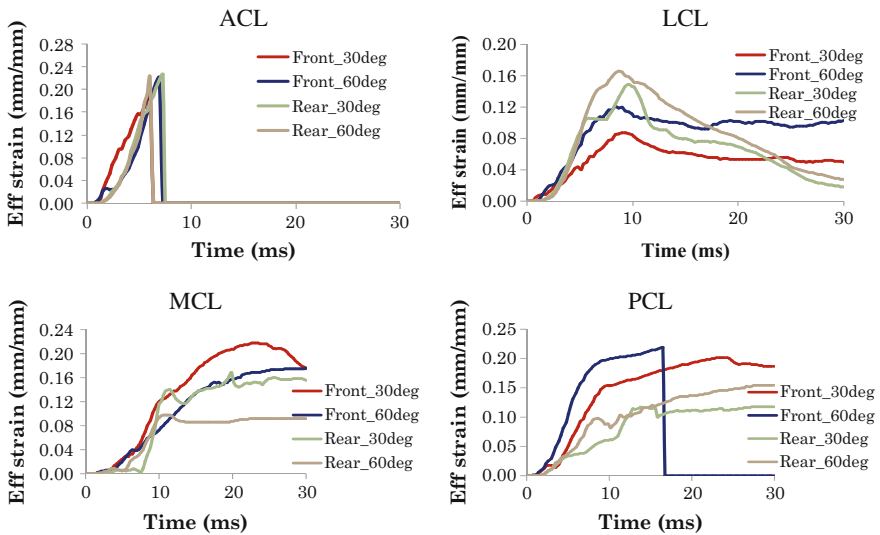 ACL
Eff strain (mm/mm)
0.28
0.24
0.20
0.16
0.12
0.08
0.04
0.00
0
10
20
30
Time (ms)
Front_30deg
Front_60deg
Rear_30deg
Rear_60deg
LCL
Eff strain (mm/mm)
0.20
0.16
0.12
0.08
0.04
0.00
0
10
20
30
Time (ms)
Front_30deg
Front_60deg
Rear_30deg
Rear_60deg
MCL
Eff strain (mm/mm)
0.24
0.20
0.16
0.12
0.08
0.04
0.00
0
10
20
30
Time (ms)
Front_30deg
Front_60deg
Rear_30deg
Rear_60deg
PCL
Eff strain (mm/mm)
0.25
0.20
0.15
0.10
0.05
0.00
0
10
20
30
Time (ms)
Front_30deg
Front_60deg
Rear_30deg
Rear_60deg